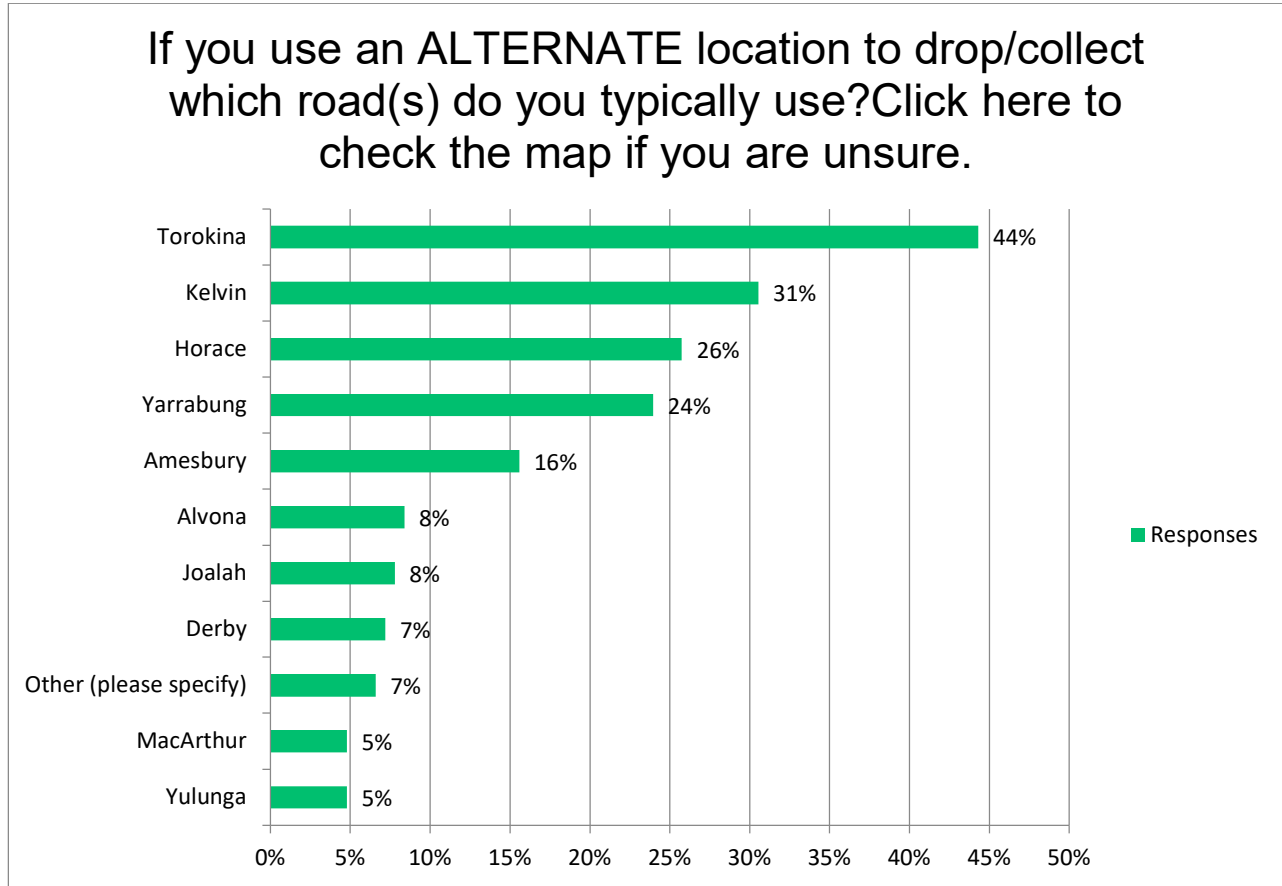 If you use an ALTERNATE location to drop/collect
which road(s) do you typically use?Click here to
check the map if you are unsure.
Torokina 44%
Kelvin 31%
Horace 26%
Yarrabung 24%
Amesbury 16%
Alvona 8%
Joalah 8%
Derby 7%
Other (please specify) 7%
MacArthur 5%
Yulunga 5%
Responses
0% 5% 10% 15% 20% 25% 30% 35% 40% 45% 50%